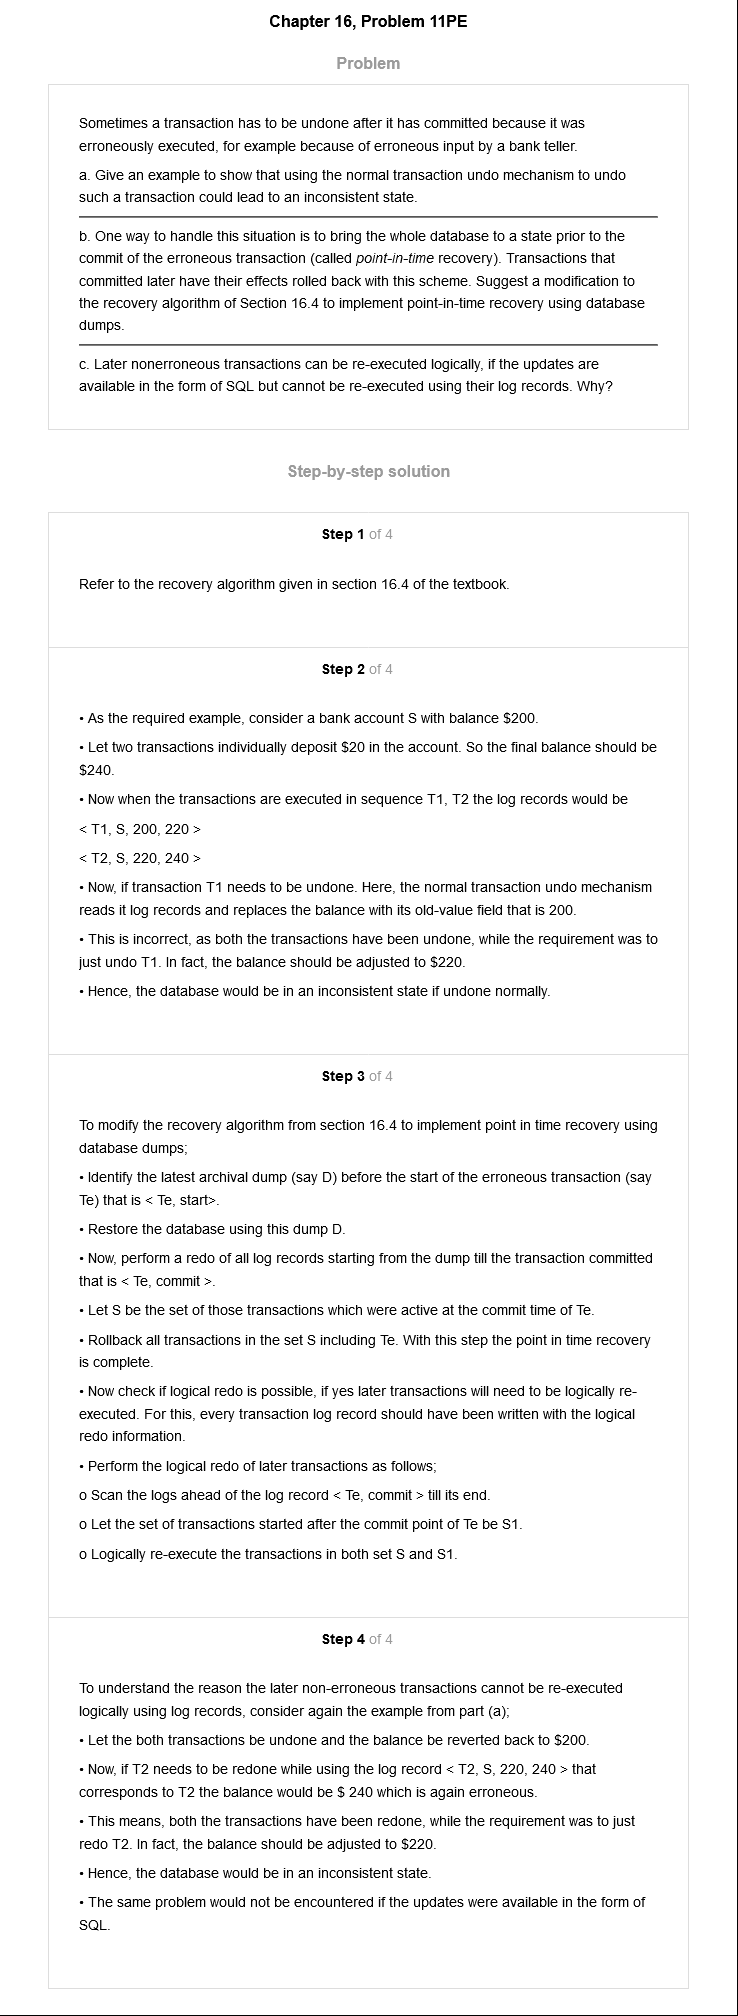 Chapter 16, Problem 11PE
Problem
Sometimes a transaction has to be undone after it has committed because it was
erroneously executed, for example because of erroneous input by a bank teller.
a. Give an example to show that using the normal transaction undo mechanism to undo
such a transaction could lead to an inconsistent state.
b. One way to handle this situation is to bring the whole database to a state prior to the
commit of the erroneous transaction (called point-in-time recovery). Transactions that
committed later have their effects rolled back with this scheme. Suggest a modification to
the recovery algorithm of Section 16.4 to implement point-in-time recovery using database
dumps.
c. Later nonerroneous transactions can be re-executed logically, if the updates are
available in the form of SQL but cannot be re-executed using their log records. Why?
Step-by-step solution
Step 1 of 4
Refer to the recovery algorithm given in section 16.4 of the textbook.
Step 2 of 4
• As the required example, consider a bank account S with balance $200.
• Let two transactions individually deposit $20 in the account. So the final balance should be
$240.
• Now when the transactions are executed in sequence T1, T2 the log records would be
< T1, S, 200, 220 >
< T2, S, 220, 240 >
• Now, if transaction T1 needs to be undone. Here, the normal transaction undo mechanism
reads it log records and replaces the balance with its old-value field that is 200.
• This is incorrect, as both the transactions have been undone, while the requirement was to
just undo T1. In fact, the balance should be adjusted to $220.
• Hence, the database would be in an inconsistent state if undone normally.
Step 3 of 4
To modify the recovery algorithm from section 16.4 to implement point in time recovery using
database dumps;
• Identify the latest archival dump (say D) before the start of the erroneous transaction (say
Te) that is < Te, start>.
• Restore the database using this dump D.
• Now, perform a redo of all log records starting from the dump till the transaction committed
that is < Te, commit >.
• Let S be the set of those transactions which were active at the commit time of Te.
• Rollback all transactions in the set S including Te. With this step the point in time recovery
is complete.
• Now check if logical redo is possible, if yes later transactions will need to be logically re-
executed. For this, every transaction log record should have been written with the logical
redo information.
• Perform the logical redo of later transactions as follows;
o Scan the logs ahead of the log record < Te, commit > till its end.
o Let the set of transactions started after the commit point of Te be S1.
o Logically re-execute the transactions in both set S and S1.
Step 4 of 4
To understand the reason the later non-erroneous transactions cannot be re-executed
logically using log records, consider again the example from part (a);
• Let the both transactions be undone and the balance be reverted back to $200.
• Now, if T2 needs to be redone while using the log record < T2, S, 220, 240 > that
corresponds to T2 the balance would be $ 240 which is again erroneous.
• This means, both the transactions have been redone, while the requirement was to just
redo T2. In fact, the balance should be adjusted to $220.
• Hence, the database would be in an inconsistent state.
• The same problem would not be encountered if the updates were available in the form of
SQL.